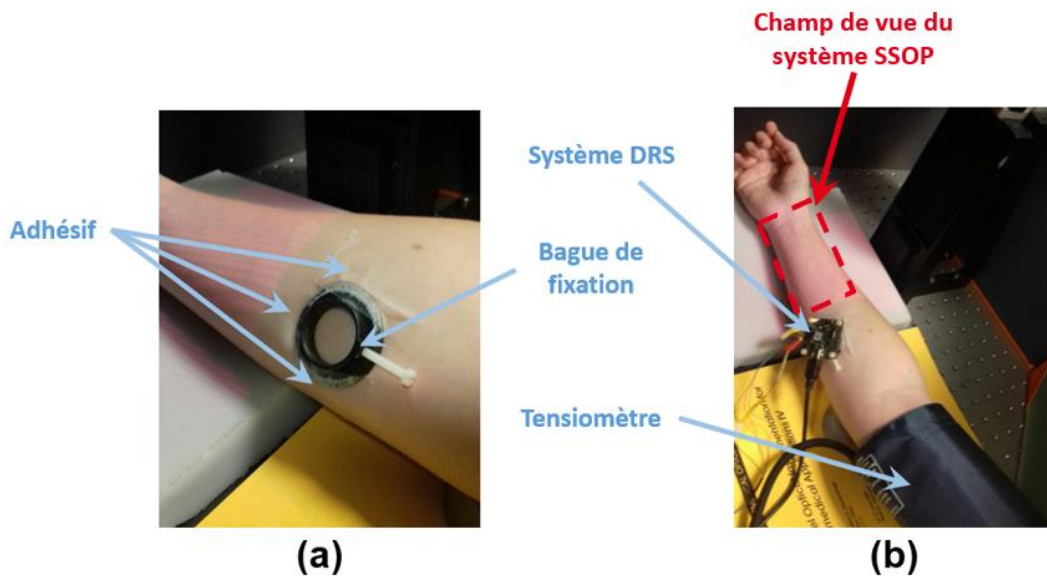 Champ de vue du
système SSOP
Système DRS
Adhésif
Bague de
fixation
Tensiomètre
(a)
(b)